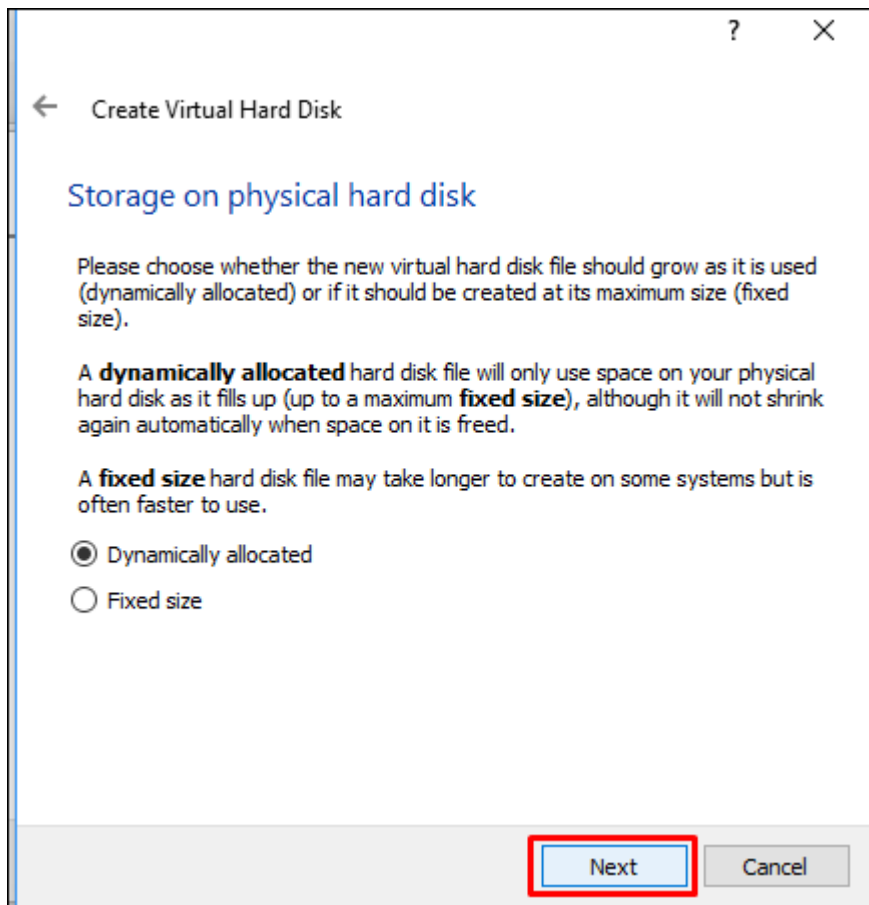 ?
Create Virtual Hard Disk
Storage on physical hard disk
Please choose whether the new virtual hard disk file should grow as it is used
(dynamically allocated) or if it should be created at its maximum size (fixed
size).
A dynamically allocated hard disk file will only use space on your physical
hard disk as it fills up (up to a maximum fixed size), although it will not shrink
again automatically when space on it is freed.
A fixed size hard disk file may take longer to create on some systems but is
often faster to use.
Dynamically allocated
Fixed size
Next Cancel